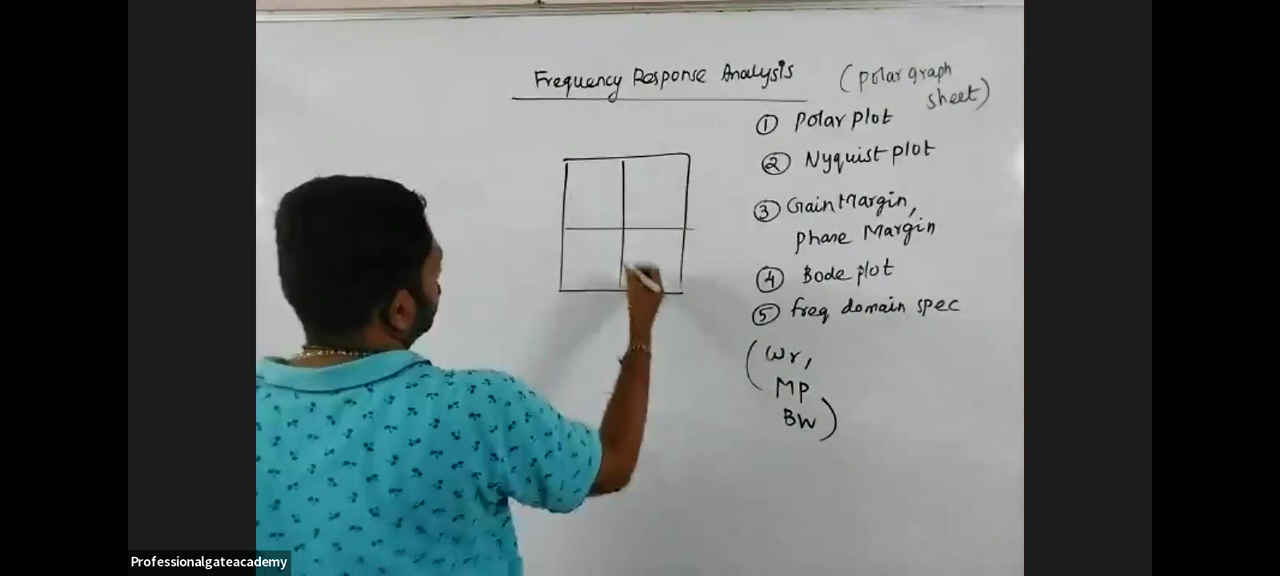 Frequency Response Analysis
(polar graph
sheet)
① polar plot
② Nyquist plot
③ Gain Margin,
phase Margin
④ Bode plot
⑤ freq domain spec
(wr,
MP
BW)
Professionalgateacademy